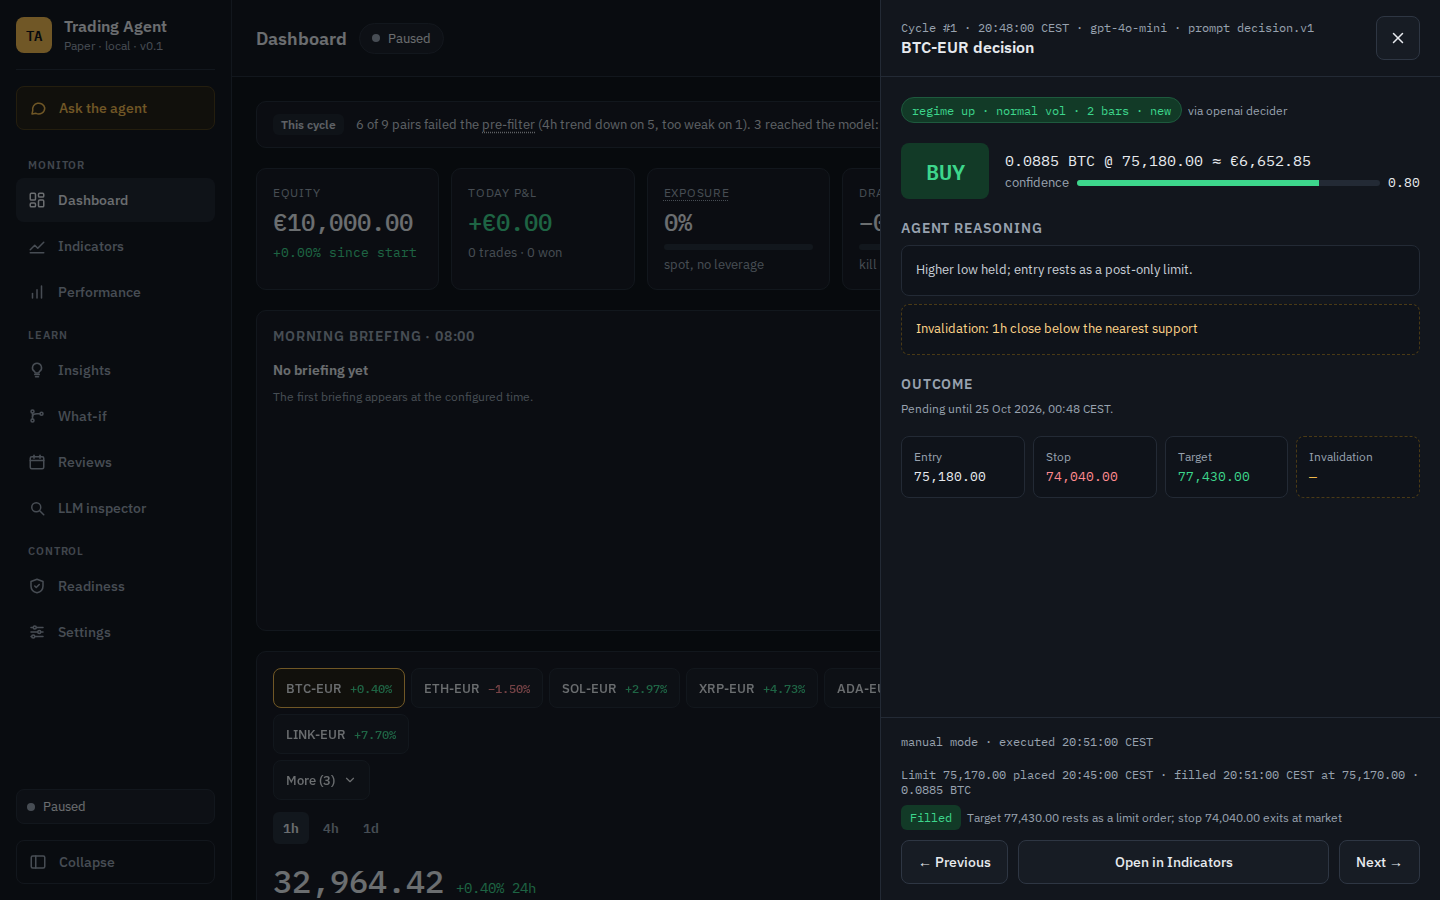 TA
Trading Agent
Paper · local · v0.1
Ask the agent
MONITOR
Dashboard
Indicators
Performance
LEARN
Insights
What-if
Reviews
LLM inspector
CONTROL
Readiness
Settings
Paused
Collapse
Dashboard
Paused
This cycle 6 of 9 pairs failed the pre-filter (4h trend down on 5, too weak on 1). 3 reached the model:
EQUITY
€10,000.00
+0.00% since start
TODAY P&L
+€0.00
0 trades · 0 won
EXPOSURE
0%
spot, no leverage
kill
MORNING BRIEFING · 08:00
No briefing yet
The first briefing appears at the configured time.
BTC-EUR +0.40%
ETH-EUR −1.50%
SOL-EUR +2.97%
XRP-EUR +4.73%
LINK-EUR +7.70%
More (3)
1h 4h 1d
32,964.42 +0.40% 24h
Cycle #1 · 20:48:00 CEST · gpt-4o-mini · prompt decision.v1
BTC-EUR decision
regime up · normal vol · 2 bars · new via openai decider
BUY
0.0885 BTC @ 75,180.00 ≈ €6,652.85
confidence 0.80
AGENT REASONING
Higher low held; entry rests as a post-only limit.
Invalidation: 1h close below the nearest support
OUTCOME
Pending until 25 Oct 2026, 00:48 CEST.
Entry
75,180.00
Stop
74,040.00
Target
77,430.00
Invalidation
—
manual mode · executed 20:51:00 CEST
Limit 75,170.00 placed 20:45:00 CEST · filled 20:51:00 CEST at 75,170.00 ·
0.0885 BTC
Filled Target 77,430.00 rests as a limit order; stop 74,040.00 exits at market
← Previous
Open in Indicators
Next →